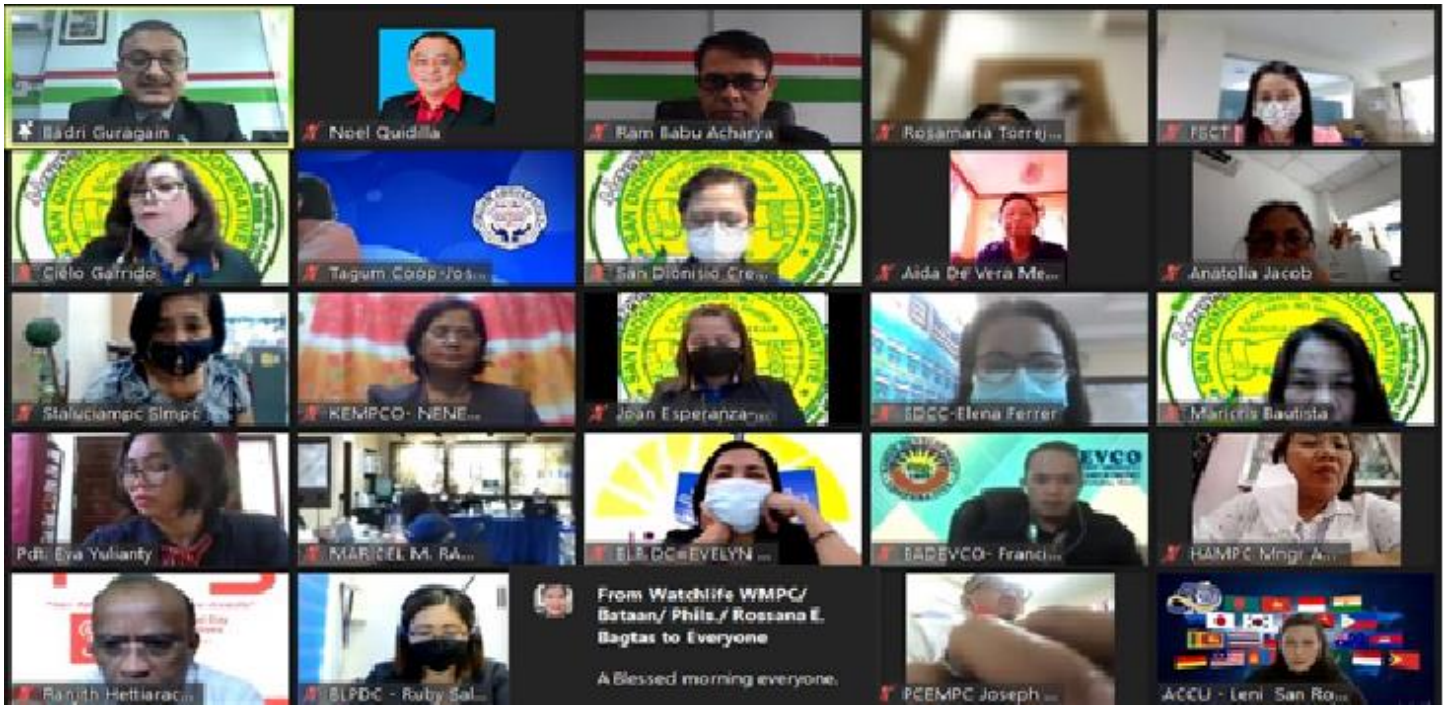 Badri Guragain
Noel Quidilla
Ram Babu Acharya
Rosamaria Torrej...
FSCT
Cielo Garrido
Tagum Coop-Jos...
San Dionisio Cre...
Aida De Vera Me...
Anatolia Jacob
Staluciampc Slmpc
KEMPCO- NENE...
Joan Esperanza-...
SDCC-Elena Ferrer
Maricris Bautista
EVCO
Pdt. Eva Yulianty
MARICEL M. RA...
BLPDC-EVELYN ...
BADEVCO- Franci...
HAMPC Mngr A...
Ranjith Hettiarac...
BLPDC - Ruby Sal...
From Watchlife WMPC/
Bataan/ Phils./ Rossana E.
Bagtas to Everyone
A Blessed morning everyone.
PCEMPC Joseph ...
ACCU - Leni San Ro...